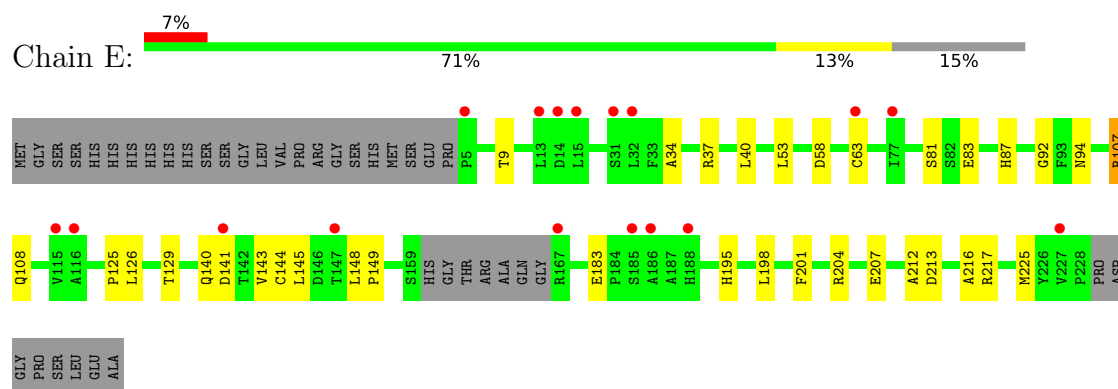 7%
Chain E:
71% 13% 15%
MET GLY SER SER HIS HIS HIS HIS HIS HIS SER SER GLY LEU VAL PRO ARG GLY SER HIS MET SER GLU PRO P5 T9 L13 D14 L15 S31 L32 F33 A34 R37 L40 L53 D58 C63 I77 S81 S82 E83 H87 G92 F93 N94 R107
Q108 V115 A116 P125 L126 T129 Q140 D141 T142 V143 C144 L145 D146 T147 L148 P149 S159 HIS GLY THR ARG ALA GLN GLY R167 E183 P184 S185 A186 A187 H188 H195 L198 F201 R204 E207 A212 D213 A216 R217 M225 Y226 V227 P228 PRO ASP
GLY PRO SER LEU GLU ALA